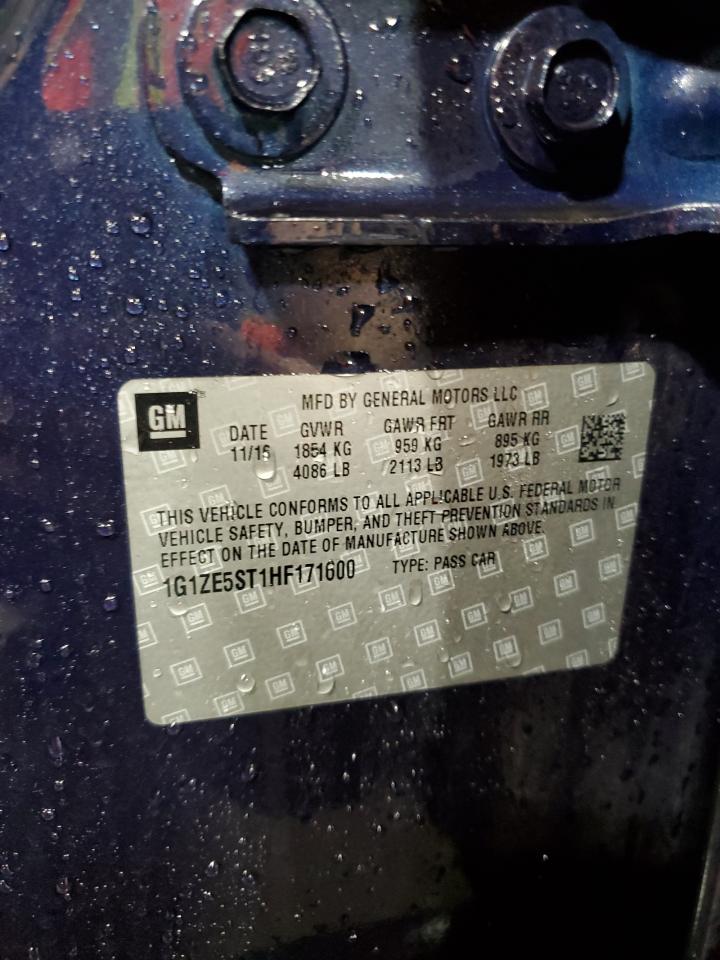 GM
MFD BY GENERAL MOTORS LLC
DATE GVWR GAWR FRT GAWR RR
11/16 1854 KG 959 KG 895 KG
4086 LB 2113 LB 1973 LB
THIS VEHICLE CONFORMS TO ALL APPLICABLE U.S. FEDERAL MOTOR
VEHICLE SAFETY, BUMPER, AND THEFT PREVENTION STANDARDS IN
EFFECT ON THE DATE OF MANUFACTURE SHOWN ABOVE.
1G1ZE5ST1HF171600 TYPE: PASS CAR